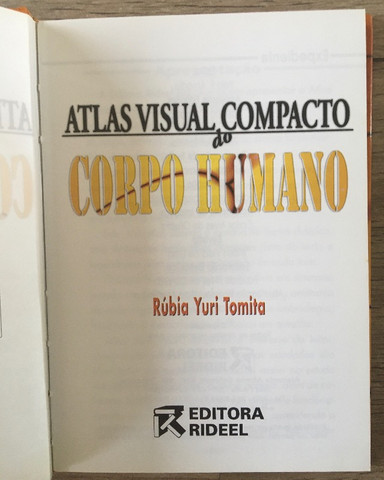 ATLAS VISUAL COMPACTO
do
CORPO HUMANO
Rúbia Yuri Tomita
EDITORA
RIDEEL